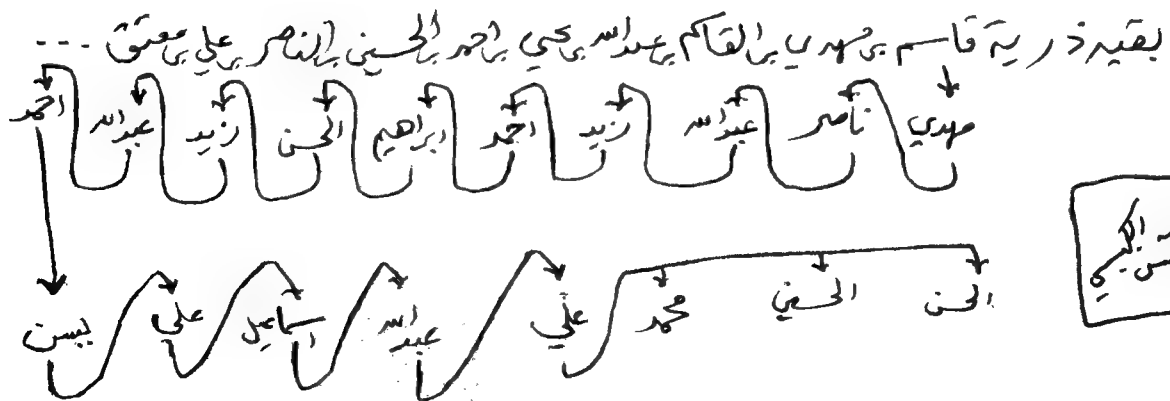 بقية ذرية قاسم بن مهدي بن القاسم بن عبدالله بن يحيى بن احمد بن الحسين بن الناصر بن علي بن معتق ...
مهدي ناصر عبدالله زيد احمد ابراهيم الحسن زيد عبدالله احمد
الحسن الحسين محمد علي عبدالله اسماعيل علي يسن